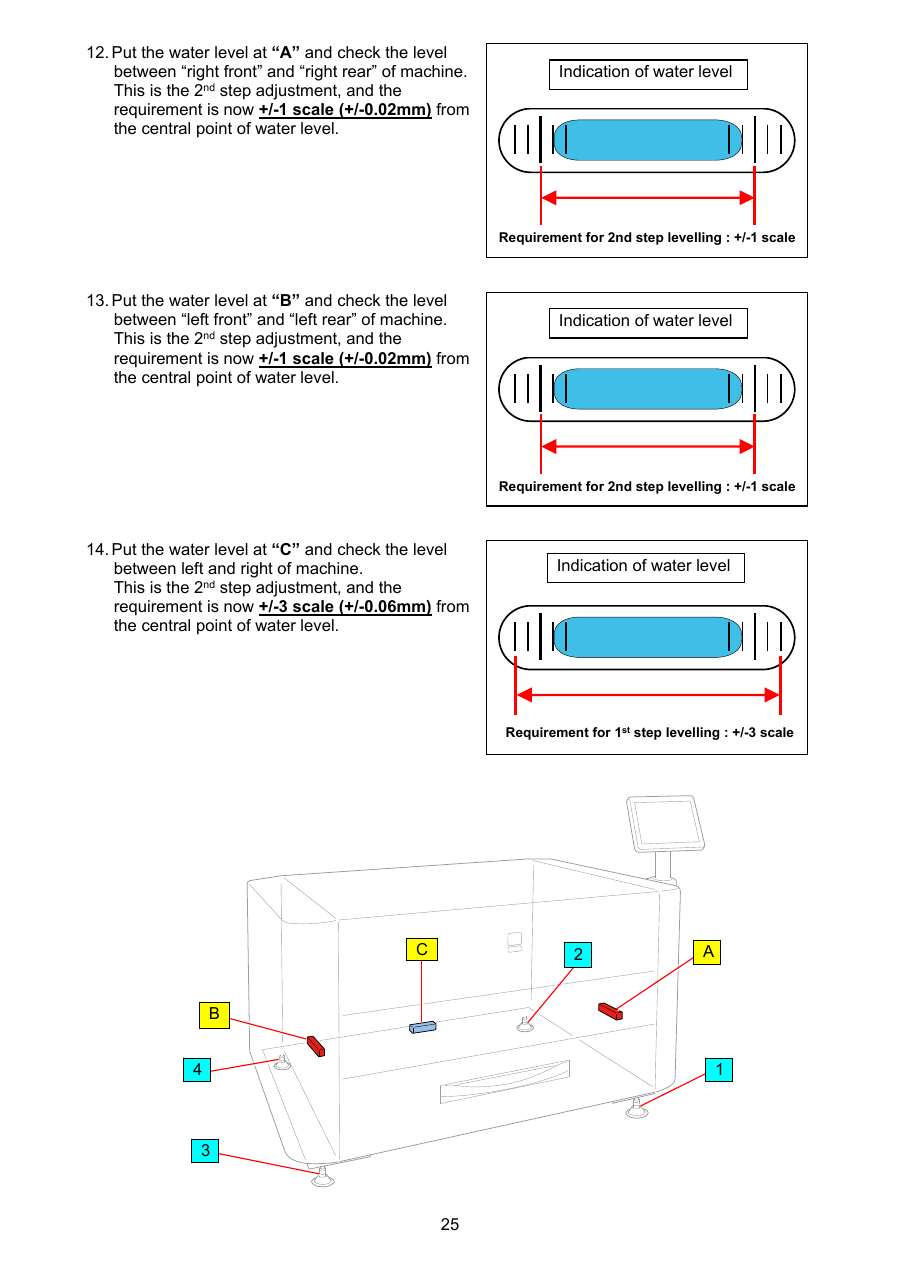 12. Put the water level at “A” and check the level
between “right front” and “right rear” of machine.
This is the 2nd step adjustment, and the
requirement is now +/-1 scale (+/-0.02mm) from
the central point of water level.
Indication of water level
Requirement for 2nd step levelling : +/-1 scale
13. Put the water level at “B” and check the level
between “left front” and “left rear” of machine.
This is the 2nd step adjustment, and the
requirement is now +/-1 scale (+/-0.02mm) from
the central point of water level.
Indication of water level
Requirement for 2nd step levelling : +/-1 scale
14. Put the water level at “C” and check the level
between left and right of machine.
This is the 2nd step adjustment, and the
requirement is now +/-3 scale (+/-0.06mm) from
the central point of water level.
Indication of water level
Requirement for 1st step levelling : +/-3 scale
C
2
A
B
4
1
3
25